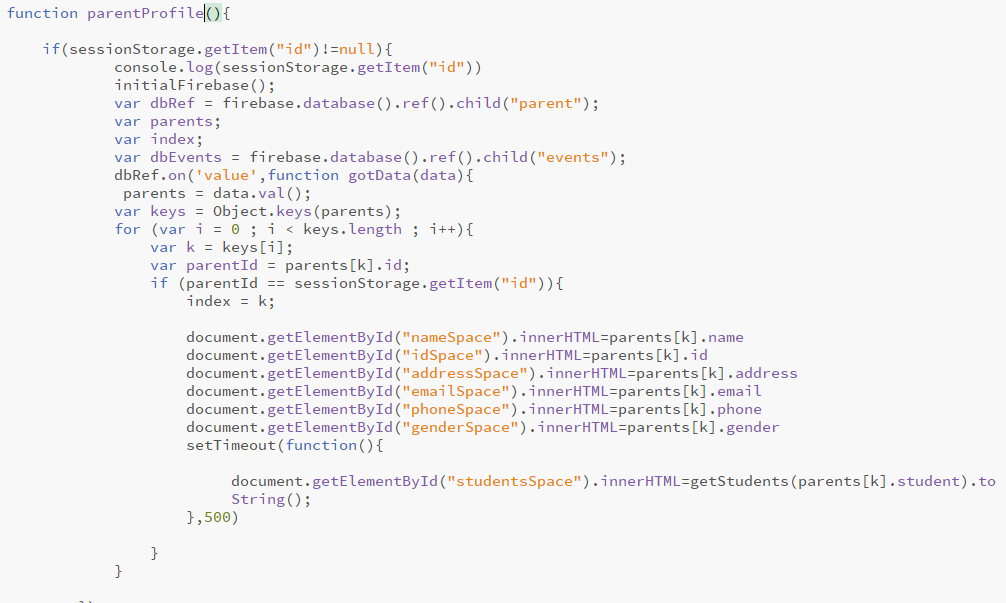 function parentProfile(){
if(sessionStorage.getItem("id")!=null){
console.log(sessionStorage.getItem("id"))
initialFirebase();
var dbRef = firebase.database().ref().child("parent");
var parents;
var index;
var dbEvents = firebase.database().ref().child("events");
dbRef.on('value',function gotData(data){
parents = data.val();
var keys = Object.keys(parents);
for (var i = 0 ; i < keys.length ; i++){
var k = keys[i];
var parentId = parents[k].id;
if (parentId == sessionStorage.getItem("id")){
index = k;
document.getElementById("nameSpace").innerHTML=parents[k].name
document.getElementById("idSpace").innerHTML=parents[k].id
document.getElementById("addressSpace").innerHTML=parents[k].address
document.getElementById("emailSpace").innerHTML=parents[k].email
document.getElementById("phoneSpace").innerHTML=parents[k].phone
document.getElementById("genderSpace").innerHTML=parents[k].gender
setTimeout(function(){
document.getElementById("studentsSpace").innerHTML=getStudents(parents[k].student).to
String();
},500)
}
}